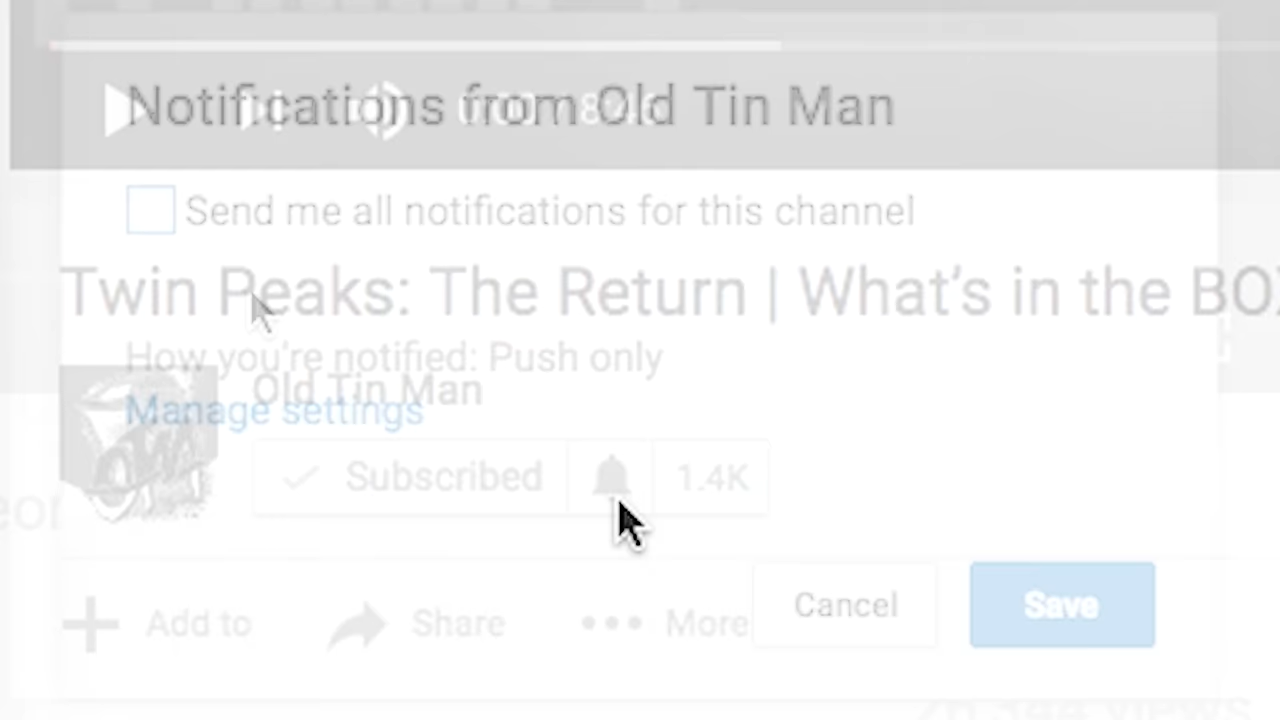 Notifications from Old Tin Man
Send me all notifications for this channel
Twin Peaks: The Return | What's in the BO
How you're notified: Push only
Old Tin Man
Manage settings
Subscribed
1.4K
Add to
Share
More
Cancel
Save